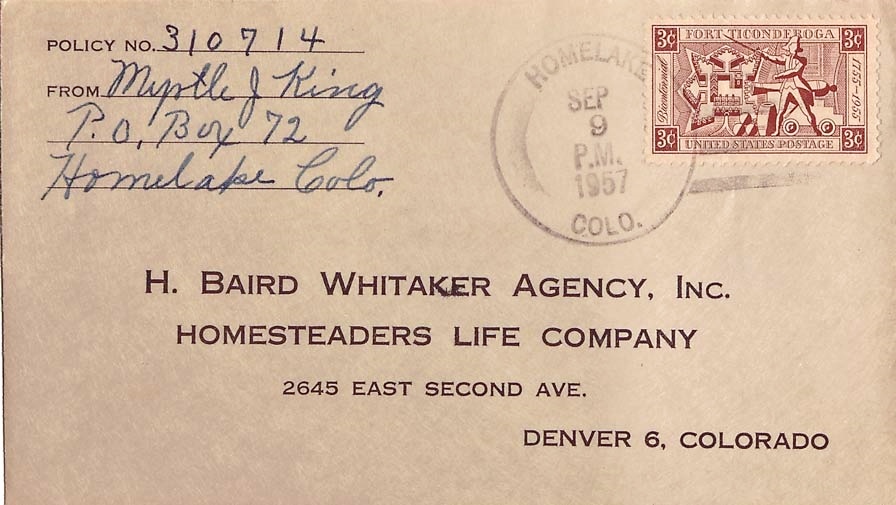 POLICY NO. 310714
FROM Myrtle J King
P.O. Box 72
Homelake Colo.
HOMELAKE
SEP
9
P.M.
1957
COLO.
3¢ FORT TICONDEROGA 3¢
Bicentennial
1755-1955
3¢ UNITED STATES POSTAGE 3¢
H. BAIRD WHITAKER AGENCY, INC.
HOMESTEADERS LIFE COMPANY
2645 EAST SECOND AVE.
DENVER 6, COLORADO